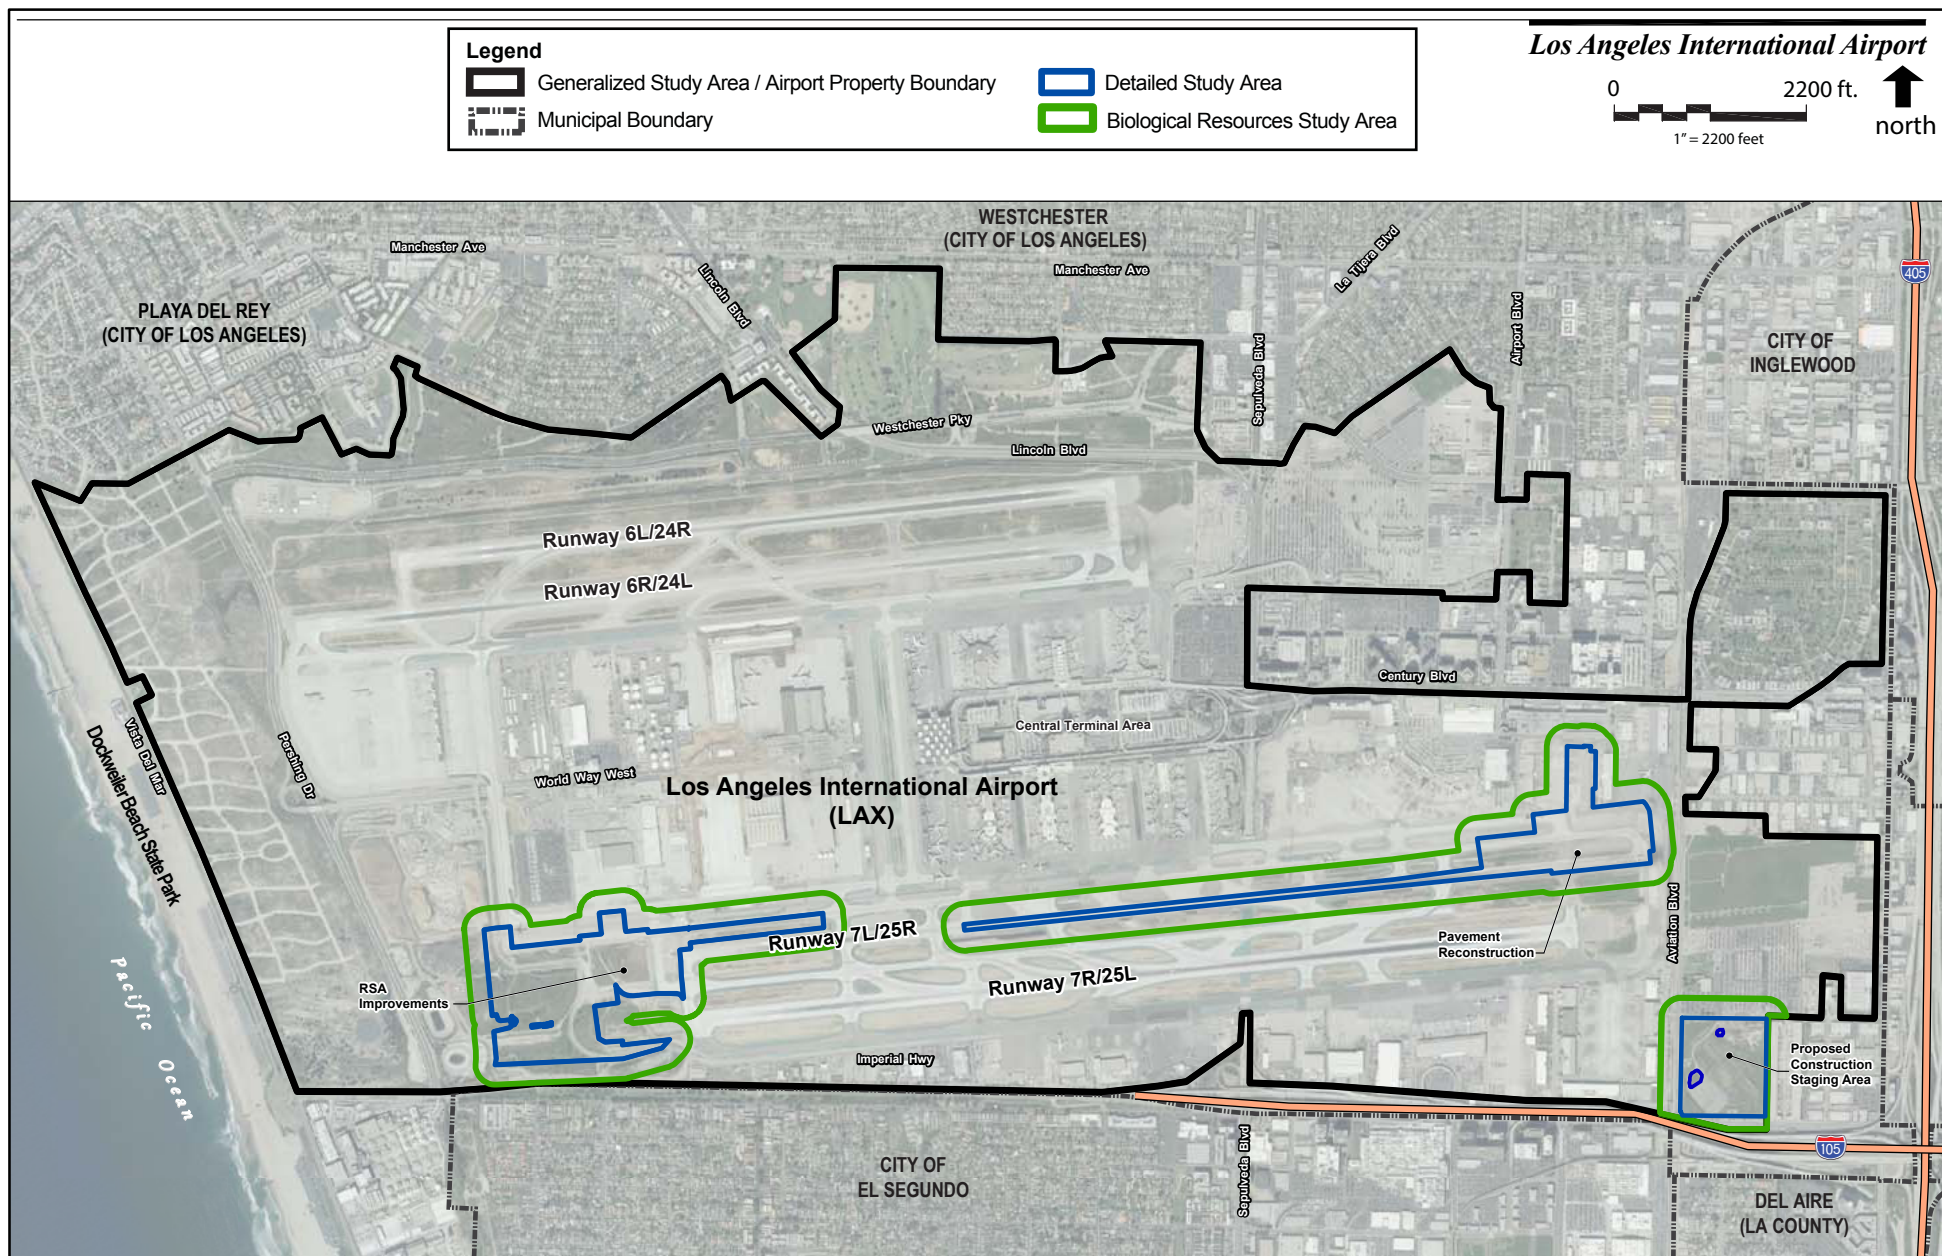 Legend
Generalized Study Area / Airport Property Boundary
Municipal Boundary
Detailed Study Area
Biological Resources Study Area
Los Angeles International Airport
0 2200 ft.
1" = 2200 feet
north
WESTCHESTER
(CITY OF LOS ANGELES)
Manchester Ave
Manchester Ave
La Tijera Blvd
Lincoln Blvd
405
PLAYA DEL REY
(CITY OF LOS ANGELES)
Airport Blvd
Sepulveda Blvd
CITY OF
INGLEWOOD
Westchester Pky
Lincoln Blvd
Runway 6L/24R
Runway 6R/24L
Century Blvd
Central Terminal Area
Vista Del Mar
Dockweiler Beach State Park
Pershing Dr
World Way West
Los Angeles International Airport
(LAX)
Runway 7L/25R
Aviation Blvd
Pavement
Reconstruction
Runway 7R/25L
RSA
Improvements
Pacific Ocean
Imperial Hwy
Proposed
Construction
Staging Area
105
Sepulveda Blvd
CITY OF
EL SEGUNDO
DEL AIRE
(LA COUNTY)